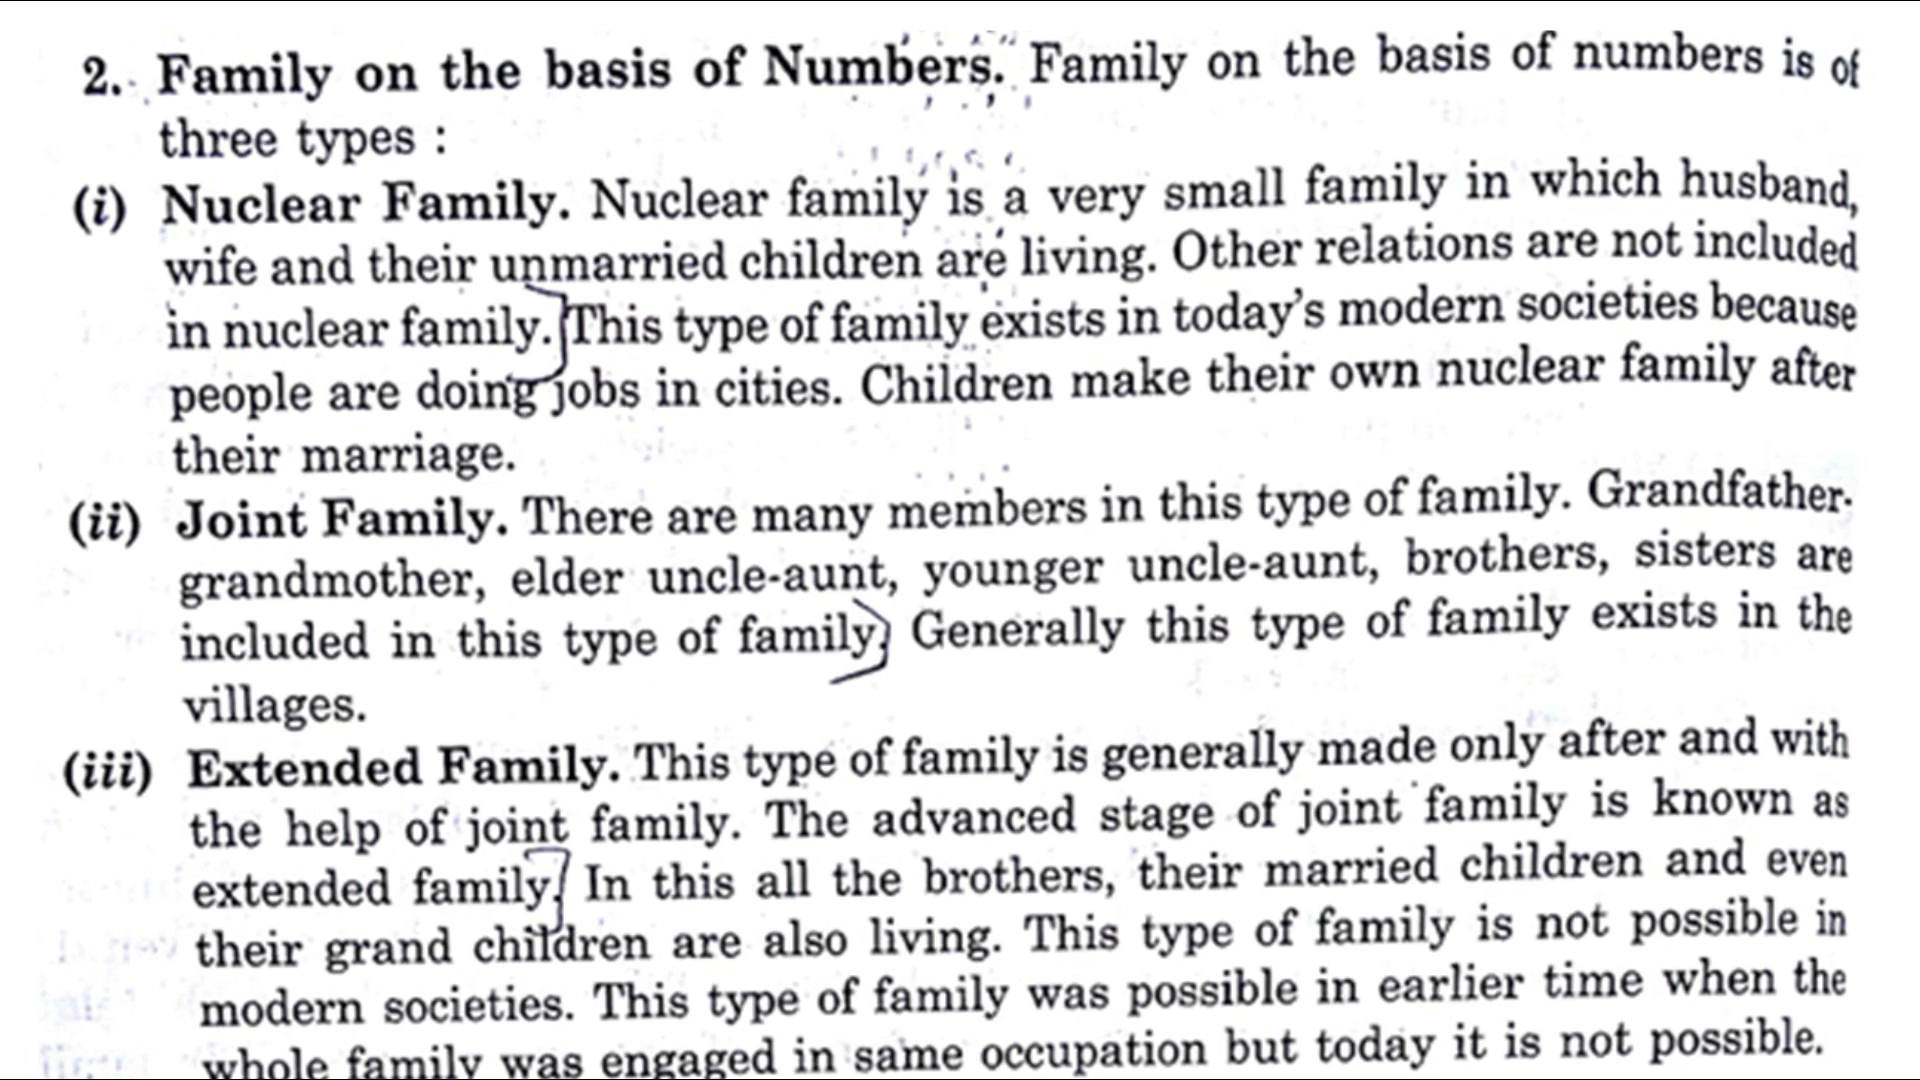 2. Family on the basis of Numbers. Family on the basis of numbers is of
three types :
(i) Nuclear Family. Nuclear family is a very small family in which husband,
wife and their unmarried children are living. Other relations are not included
in nuclear family. This type of family exists in today's modern societies because
people are doing jobs in cities. Children make their own nuclear family after
their marriage.
(ii) Joint Family. There are many members in this type of family. Grandfather-
grandmother, elder uncle-aunt, younger uncle-aunt, brothers, sisters are
included in this type of family. Generally this type of family exists in the
villages.
(iii) Extended Family. This type of family is generally made only after and with
the help of joint family. The advanced stage of joint family is known as
extended family. In this all the brothers, their married children and even
their grand children are also living. This type of family is not possible in
modern societies. This type of family was possible in earlier time when the
whole family was engaged in same occupation but today it is not possible.